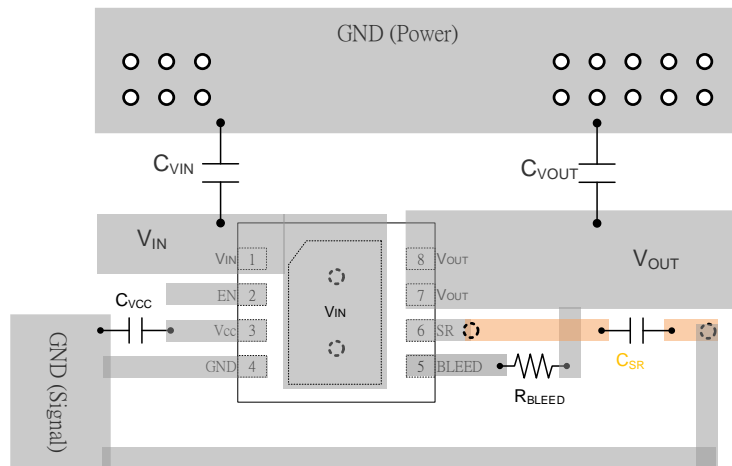 GND (Power)
CVIN
CVOUT
VIN
VOUT
VIN 1
8 VOUT
EN 2
7 VOUT
VIN
CVCC
Vcc 3
6 SR
GND 4
5 BLEED
CSR
RBLEED
GND (Signal)